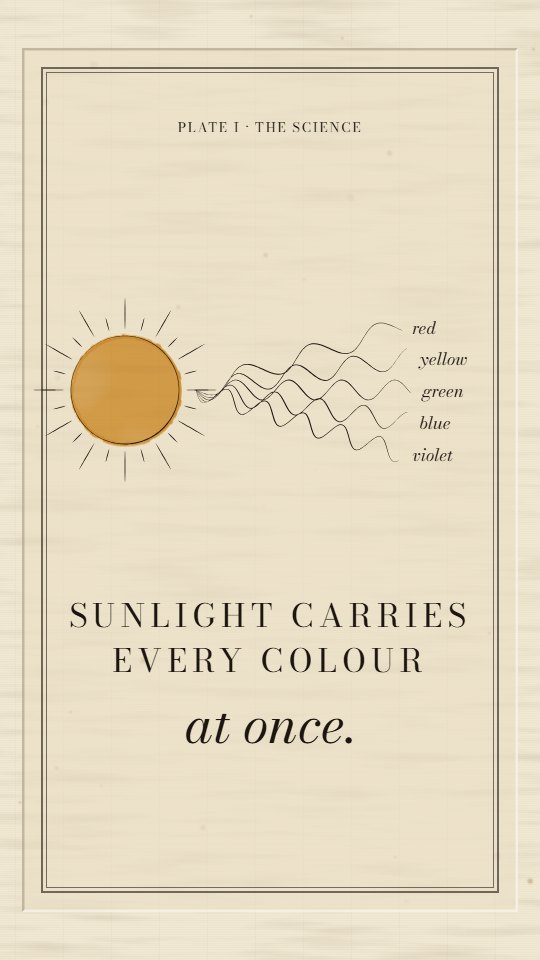 PLATE I · THE SCIENCE
red
yellow
green
blue
violet
SUNLIGHT CARRIES
EVERY COLOUR
at once.